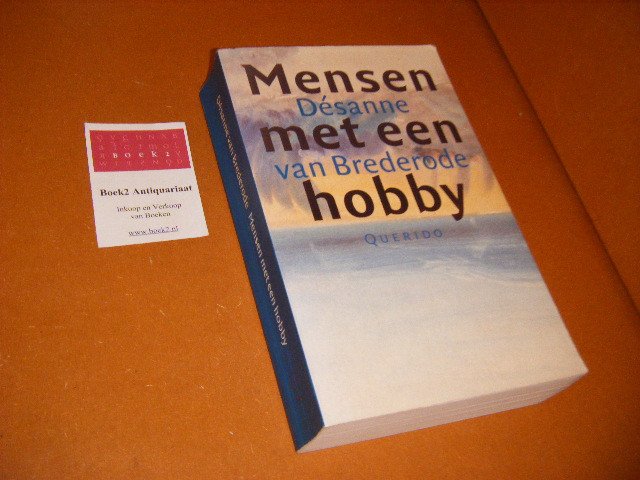 Mensen
Désanne
met een
van Brederode
hobby
QUERIDO
Désanne van Brederode Mensen met een hobby
BOEK2
Boek2 Antiquariaat
Inkoop en Verkoop
van Boeken
www.boek2.nl